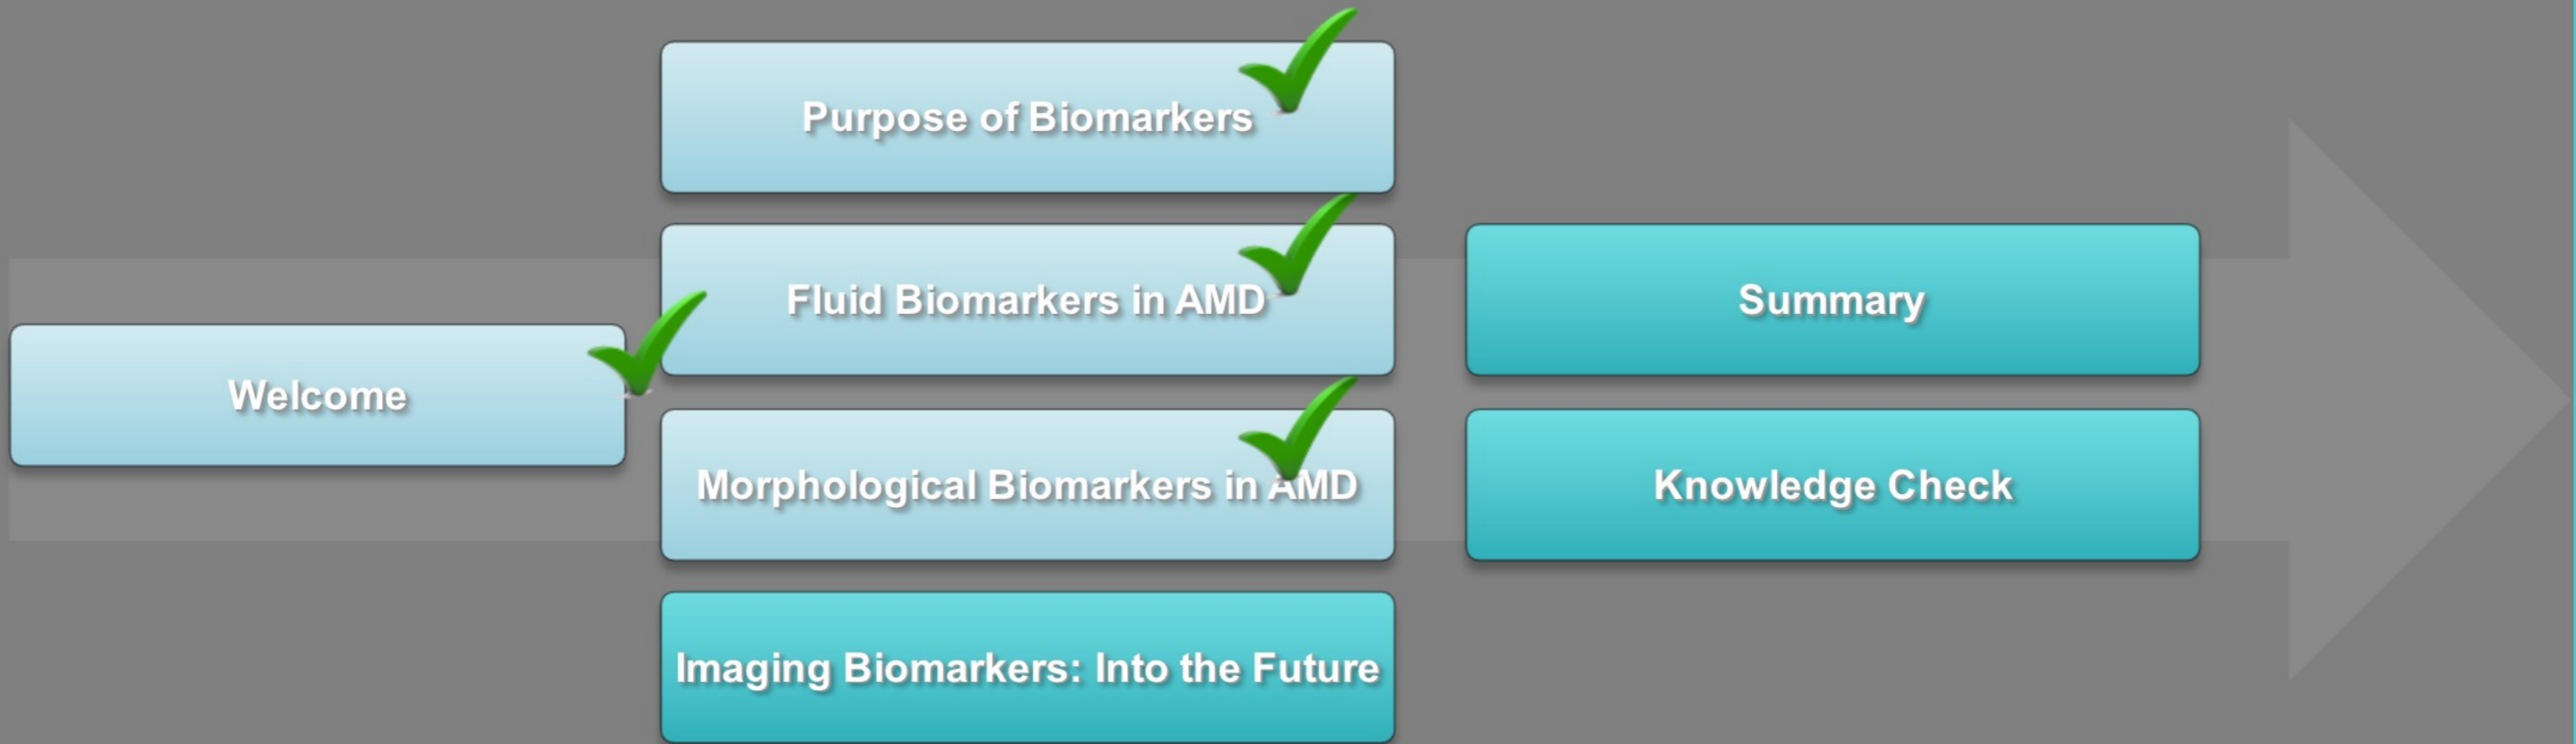 Welcome
Purpose of Biomarkers
Fluid Biomarkers in AMD
Morphological Biomarkers in AMD
Imaging Biomarkers: Into the Future
Summary
Knowledge Check